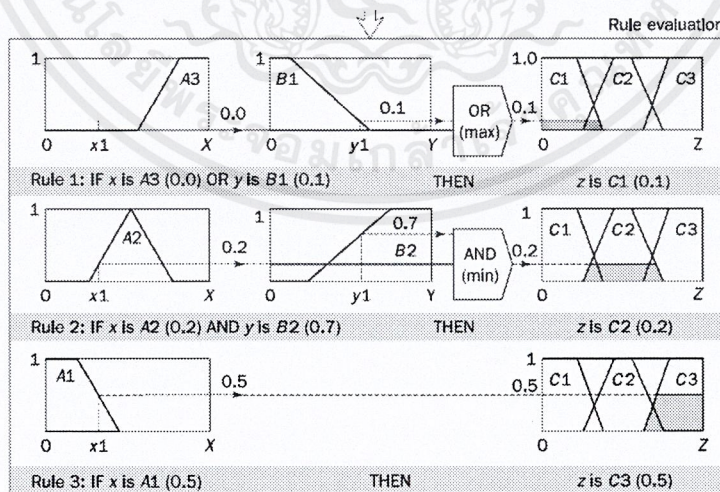 Rule evaluation
1 A3 1 B1 1.0 C1 C2 C3
0.0 0.1 OR (max) 0.1
0 x1 X 0 y1 Y 0 Z
Rule 1: IF x is A3 (0.0) OR y is B1 (0.1) THEN z is C1 (0.1)
1 A2 1 0.7 1 C1 C2 C3
0.2 B2 AND (min) 0.2
0 x1 X 0 y1 Y 0 Z
Rule 2: IF x is A2 (0.2) AND y is B2 (0.7) THEN z is C2 (0.2)
1 A1 1 C1 C2 C3
0.5 0.5
0 x1 X 0 Z
Rule 3: IF x is A1 (0.5) THEN z is C3 (0.5)